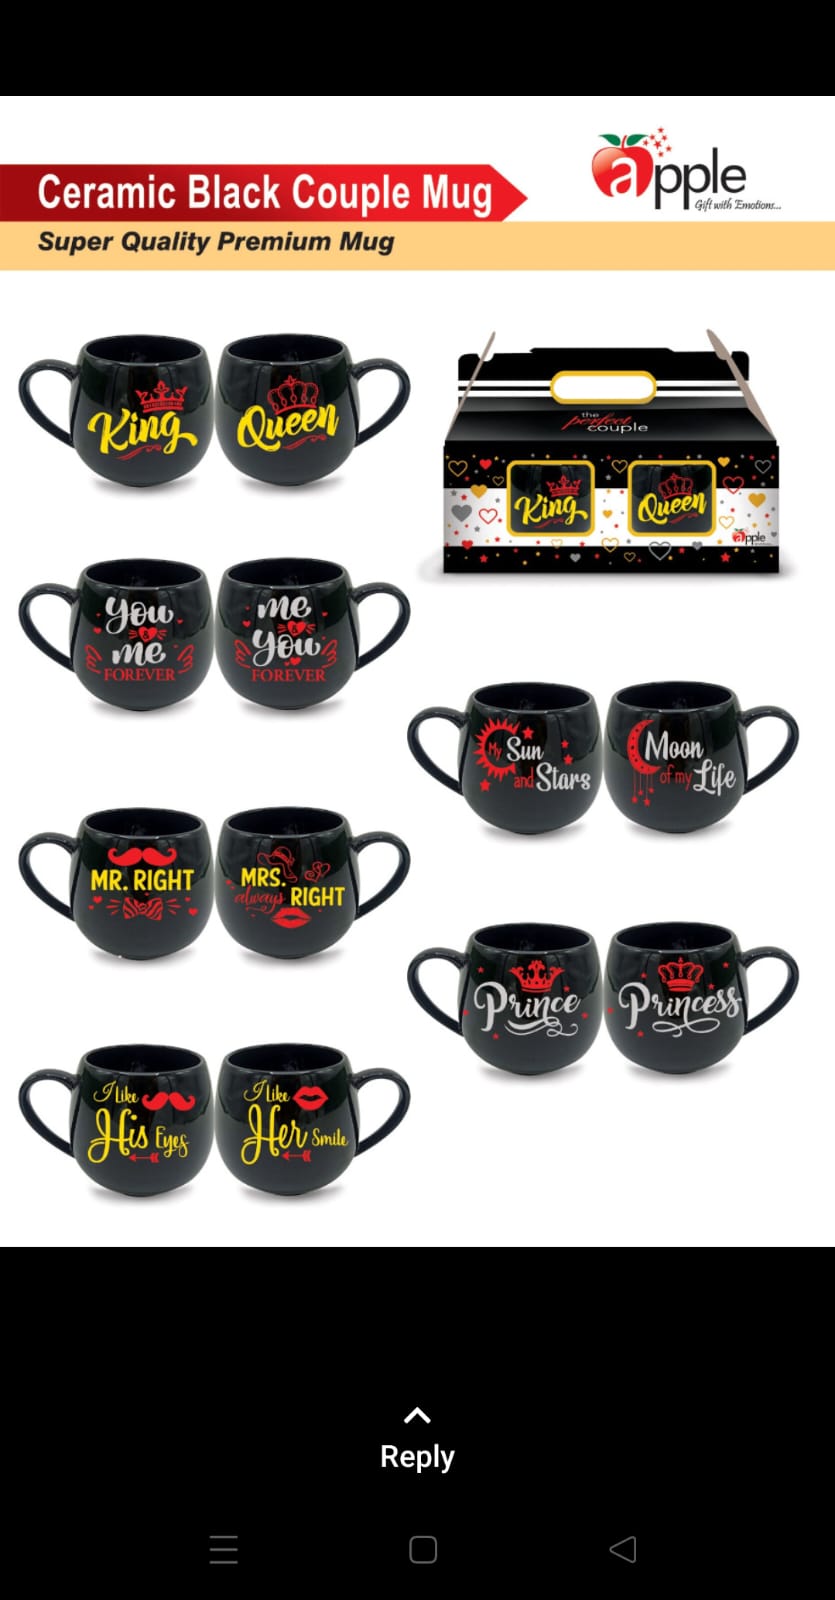 Ceramic Black Couple Mug
Super Quality Premium Mug
apple
Gift with Emotions...
King
Queen
the
perfect
couple
King
Queen
apple
you
&
me
FOREVER
me
&
you
FOREVER
My Sun
and Stars
Moon
of my Life
MR. RIGHT
MRS.
always RIGHT
Prince
Princess
I Like
His Eyes
I Like
Her Smile
Reply